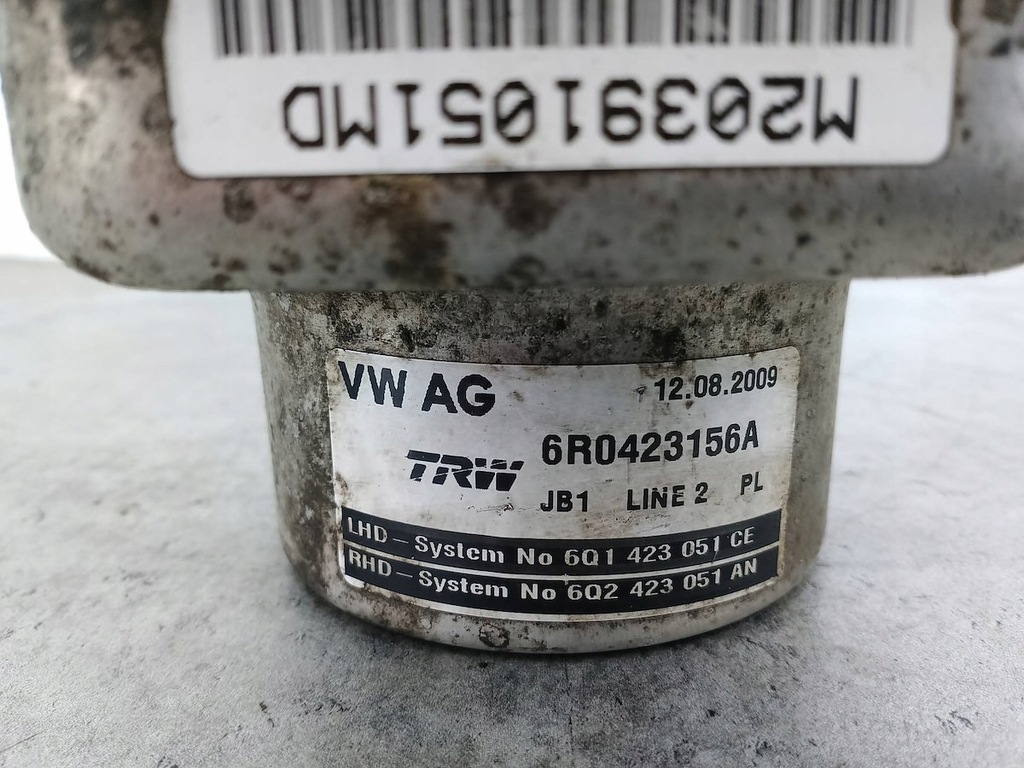 M20391051MD
VW AG 12.08.2009
TRW 6R0423156A
JB1 LINE 2 PL
LHD – System No 6Q1 423 051 CE
RHD – System No 6Q2 423 051 AN